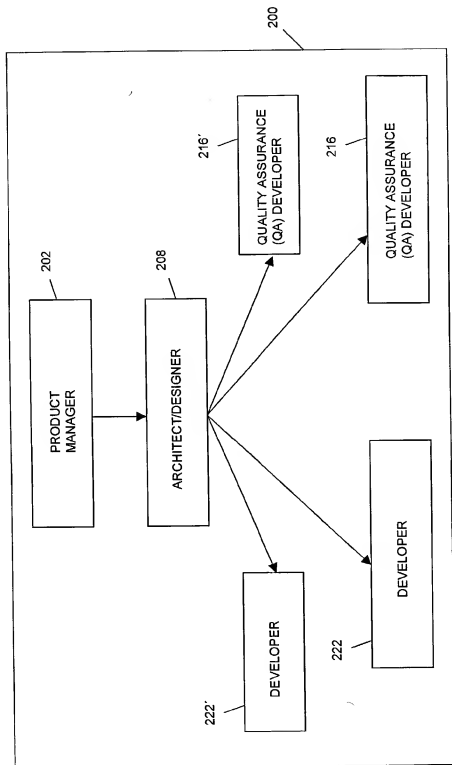 200
202
PRODUCT
MANAGER
208
ARCHITECT/DESIGNER
222′
DEVELOPER
216′
QUALITY ASSURANCE
(QA) DEVELOPER
222
DEVELOPER
216
QUALITY ASSURANCE
(QA) DEVELOPER